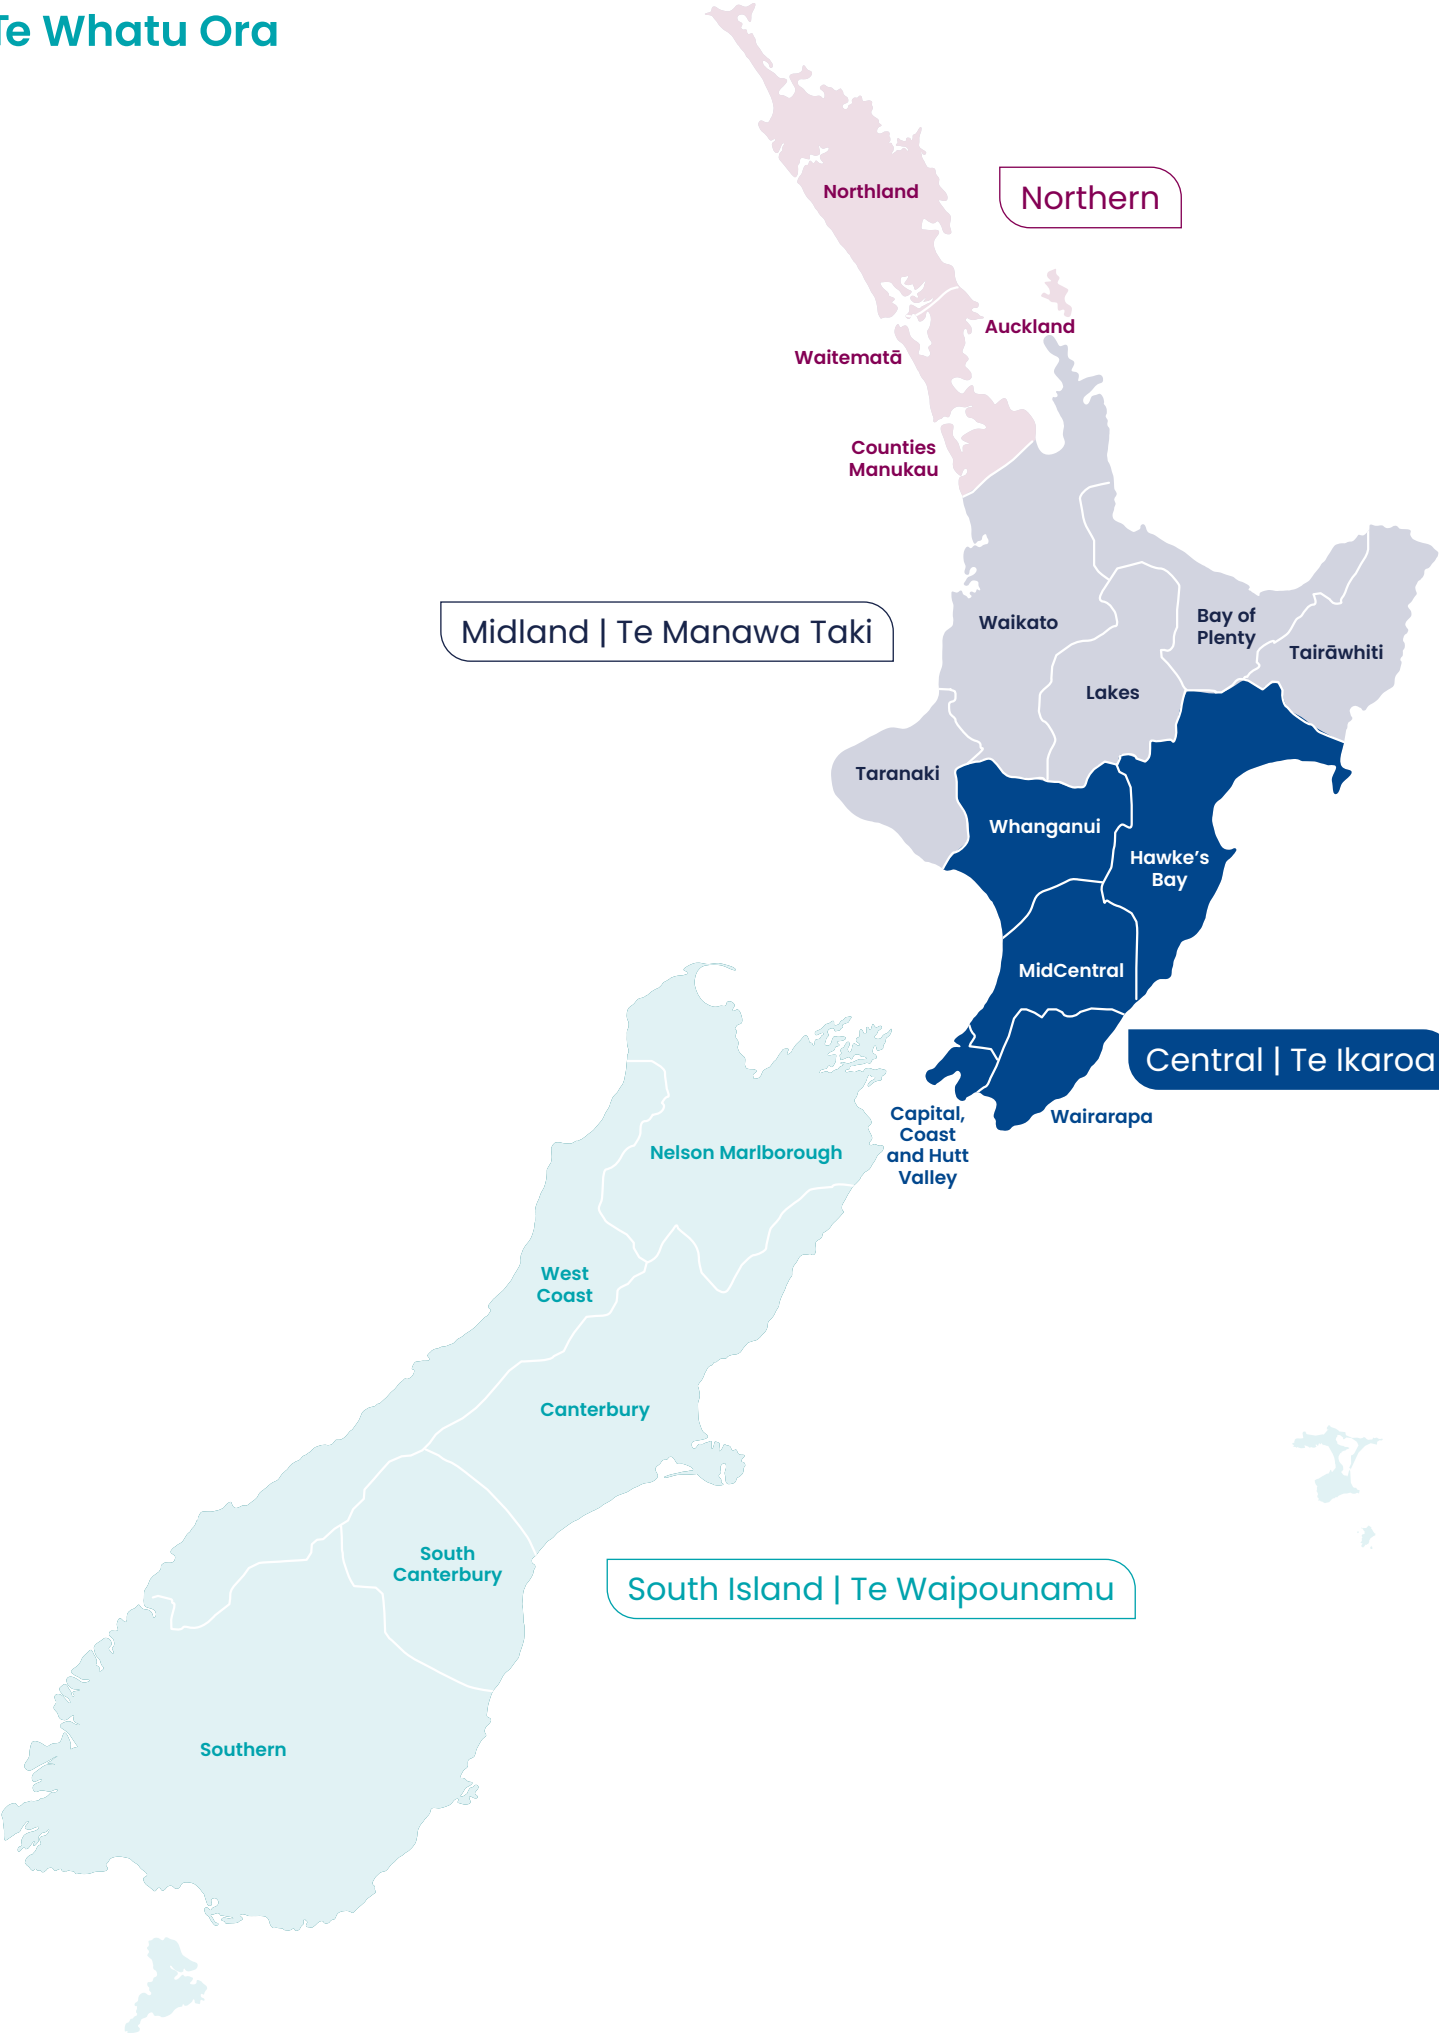 Te Whatu Ora
Northland
Northern
Auckland
Waitematā
Counties
Manukau
Midland | Te Manawa Taki
Waikato
Bay of
Plenty
Tairāwhiti
Lakes
Taranaki
Whanganui
Hawke’s
Bay
MidCentral
Central | Te Ikaroa
Capital,
Coast
and Hutt
Valley
Wairarapa
Nelson Marlborough
West
Coast
Canterbury
South
Canterbury
South Island | Te Waipounamu
Southern